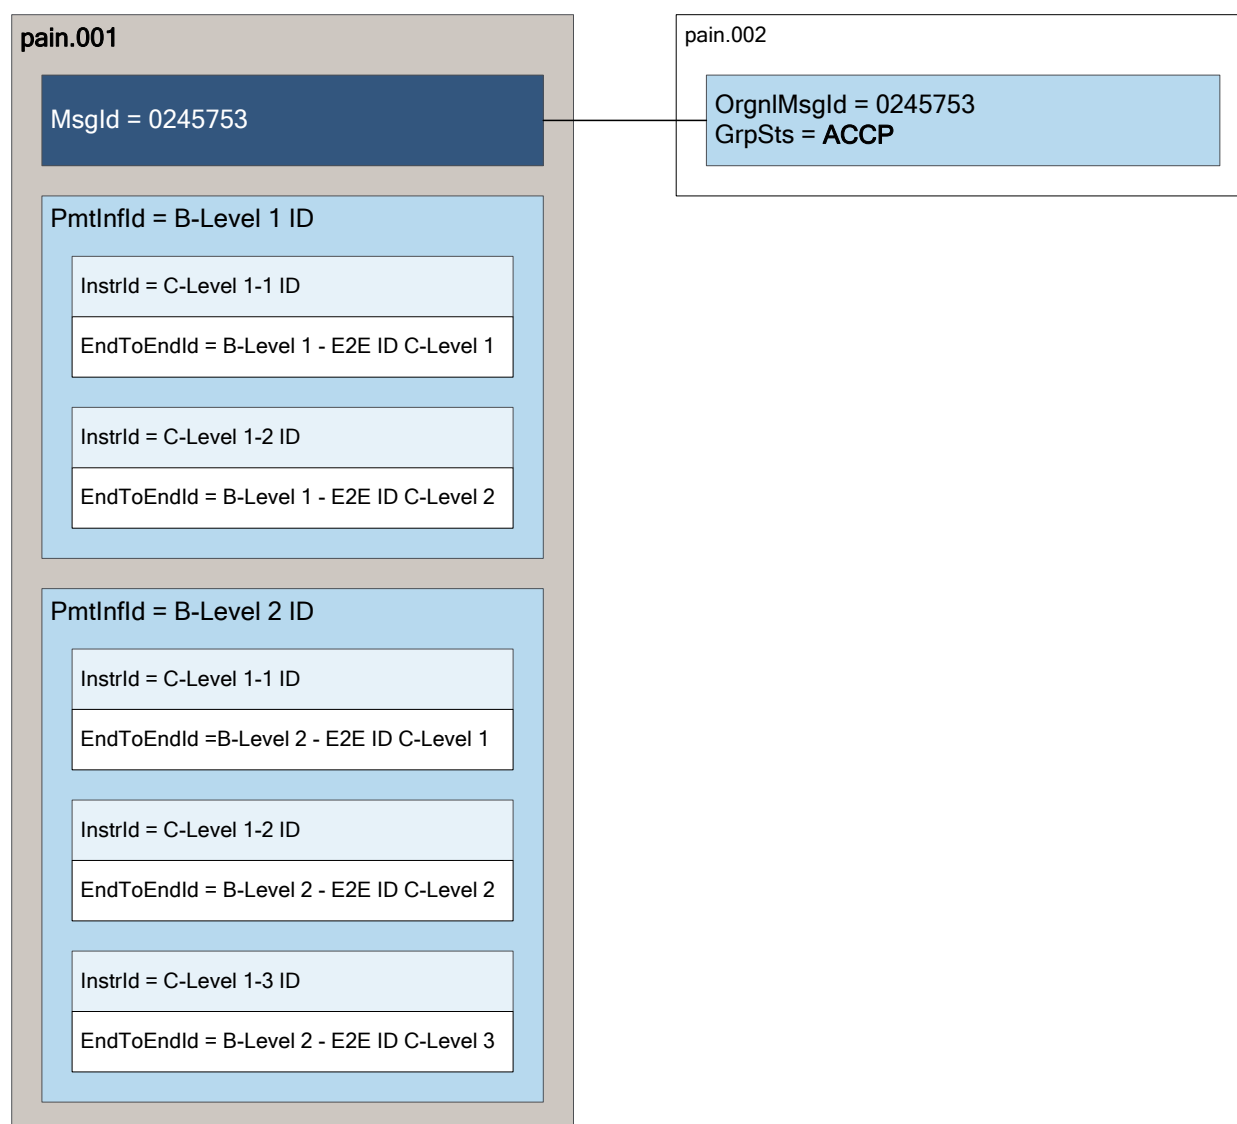 pain.001
MsgId = 0245753
PmtInfId = B-Level 1 ID
InstrId = C-Level 1-1 ID
EndToEndId = B-Level 1 - E2E ID C-Level 1
InstrId = C-Level 1-2 ID
EndToEndId = B-Level 1 - E2E ID C-Level 2
PmtInfId = B-Level 2 ID
InstrId = C-Level 1-1 ID
EndToEndId =B-Level 2 - E2E ID C-Level 1
InstrId = C-Level 1-2 ID
EndToEndId = B-Level 2 - E2E ID C-Level 2
InstrId = C-Level 1-3 ID
EndToEndId = B-Level 2 - E2E ID C-Level 3
pain.002
OrgnlMsgId = 0245753
GrpSts = ACCP